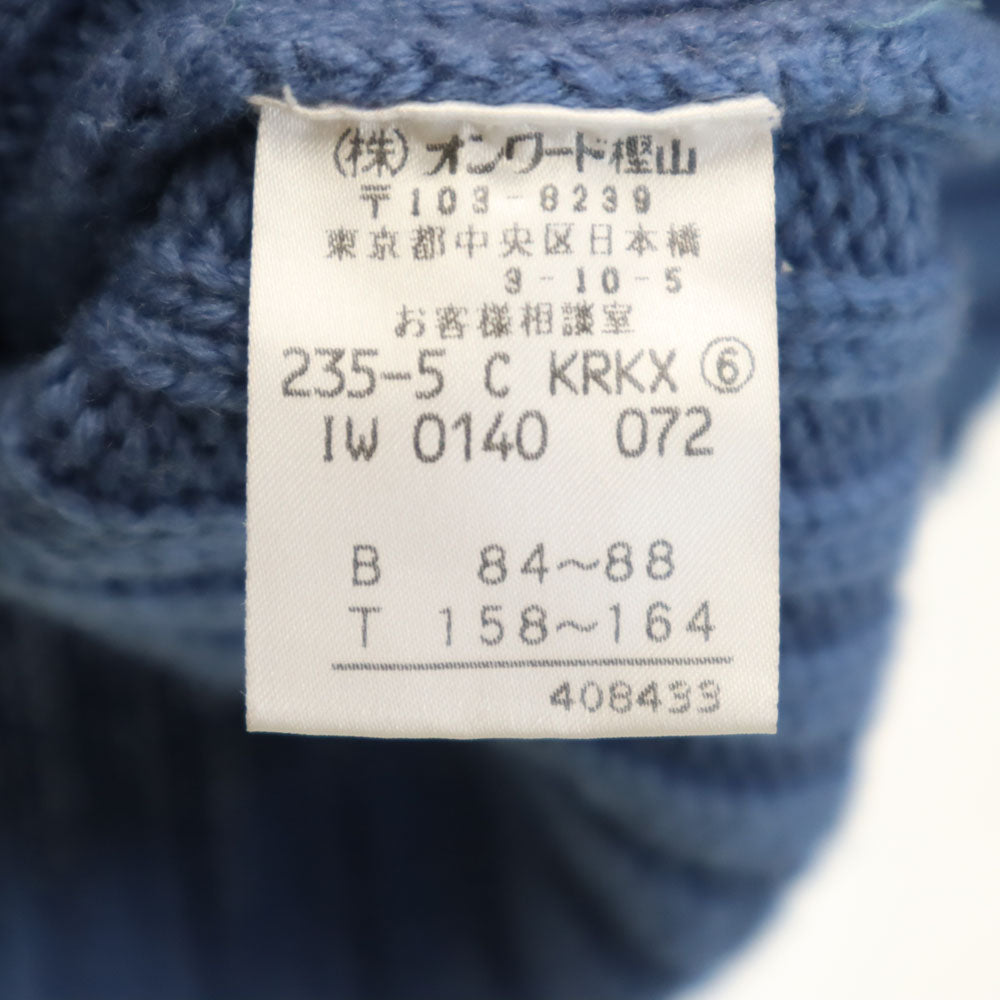 (株)オンワード樫山
〒103-8239
東京都中央区日本橋
3-10-5
お客様相談室
235-5 C KRKX ⑥
IW 0140 072
B 84〜88
T 158〜164
408433